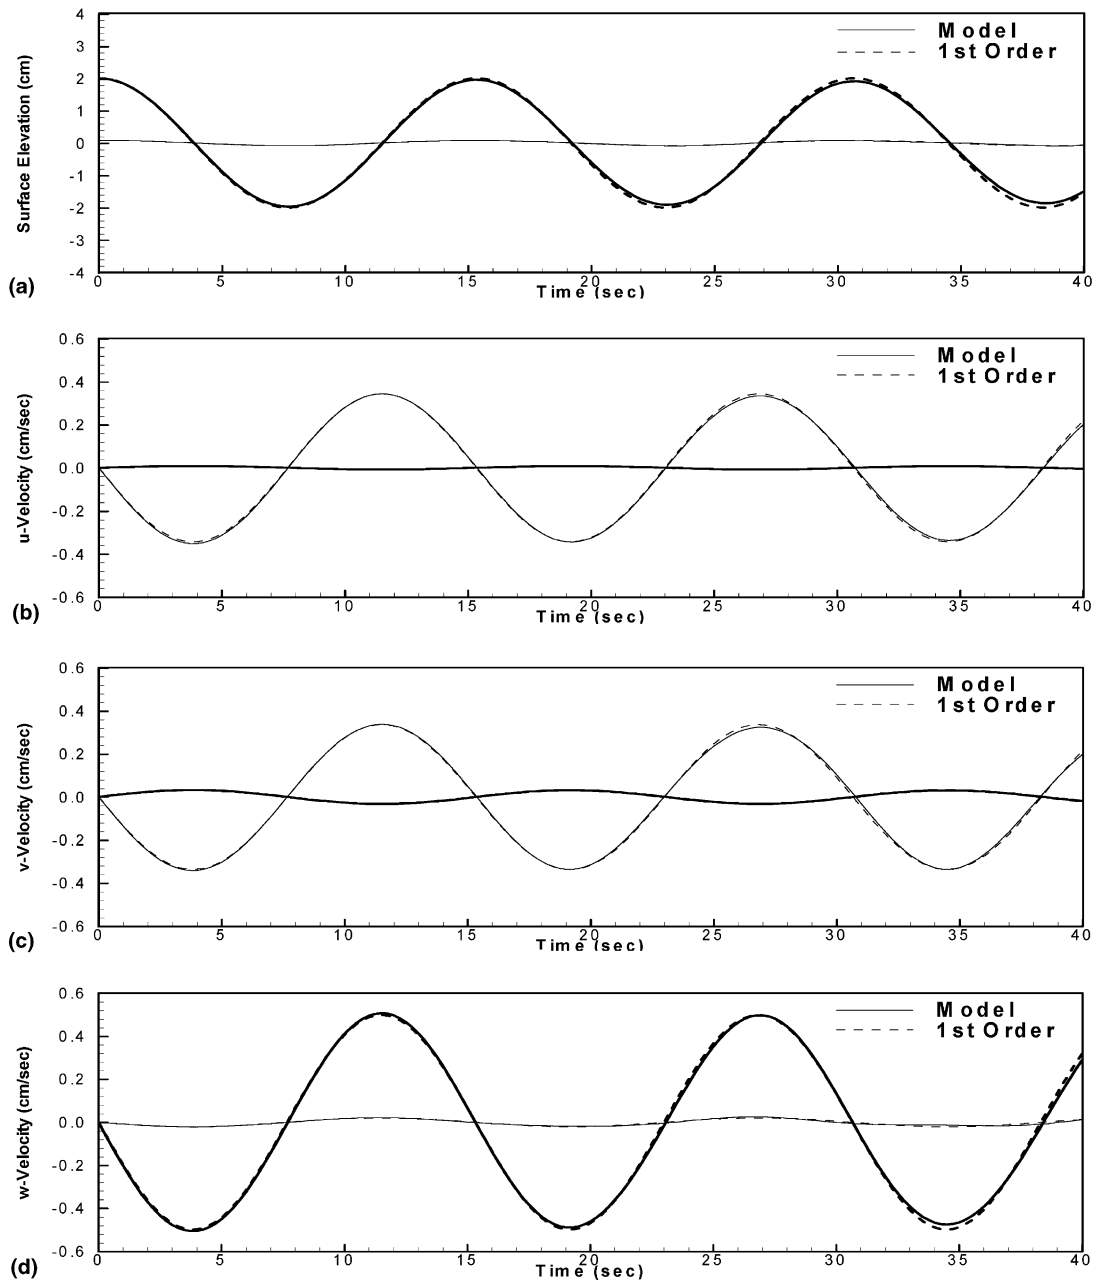 4
3
2
1
0
-1
-2
-3
-4
Surface Elevation (cm)
Model
1st Order
0 5 10 15 20 25 30 35 40
Time (sec)
(a)
0.6
0.4
0.2
0.0
-0.2
-0.4
-0.6
u-Velocity (cm/sec)
Model
1st Order
0 5 10 15 20 25 30 35 40
Time (sec)
(b)
0.6
0.4
0.2
0.0
-0.2
-0.4
-0.6
v-Velocity (cm/sec)
Model
1st Order
0 5 10 15 20 25 30 35 40
Time (sec)
(c)
0.6
0.4
0.2
0.0
-0.2
-0.4
-0.6
w-Velocity (cm/sec)
Model
1st Order
0 5 10 15 20 25 30 35 40
Time (sec)
(d)